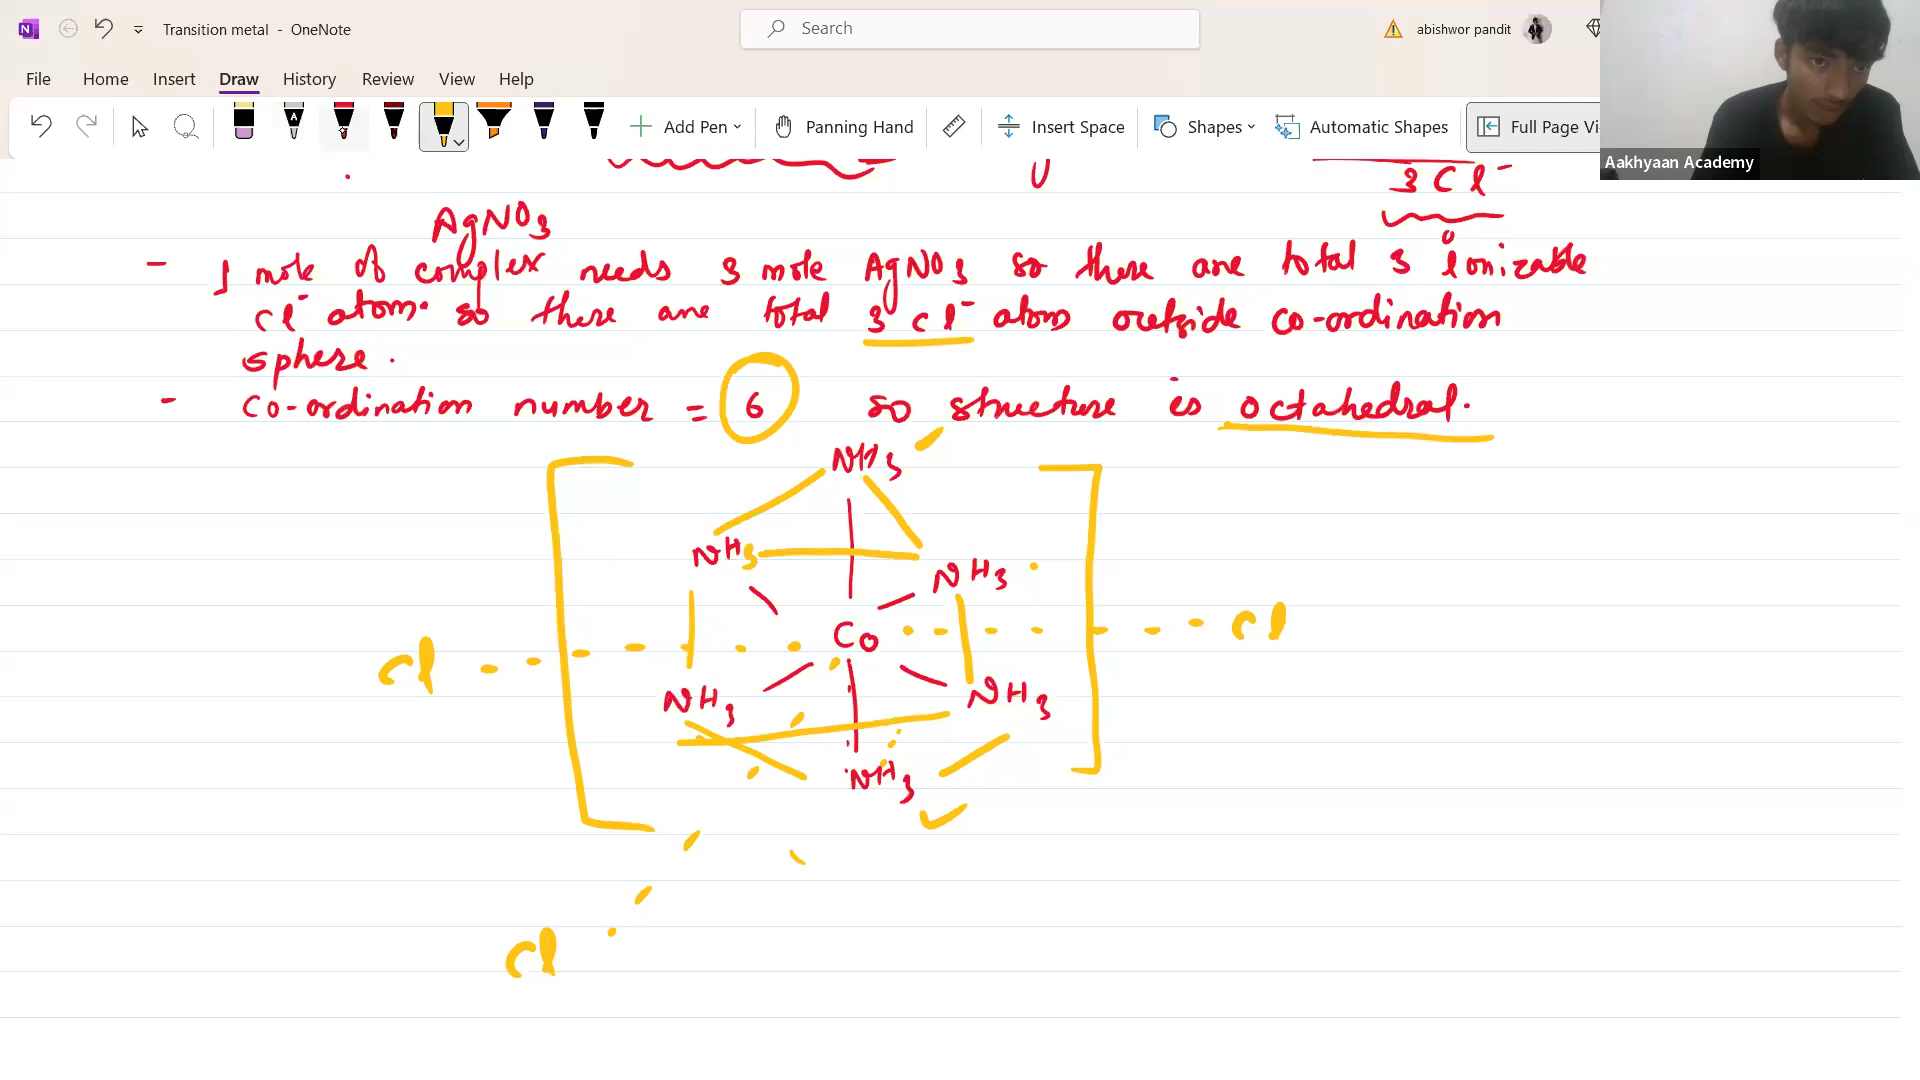 Transition metal - OneNote
Search
abishwor pandit
File Home Insert Draw History Review View Help
Add Pen Panning Hand Insert Space Shapes Automatic Shapes Full Page Vi
Aakhyaan Academy
3 Cl⁻
AgNO3
- 1 mole of complex needs 3 mole AgNO3 so there are total 3 ionizable
Cl⁻ atom. so there are total 3 Cl⁻ atom outside co-ordination
sphere.
- co-ordination number = 6 so structure is octahedral.
NH3
NH3
NH3
Cl Co Cl
NH3 NH3
NH3
Cl